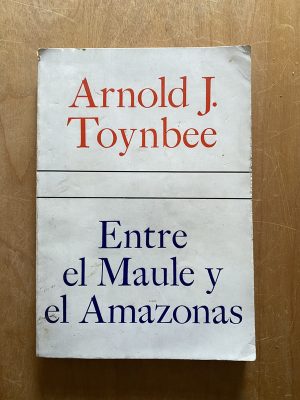 Arnold J.
Toynbee
Entre
el Maule y
el Amazonas